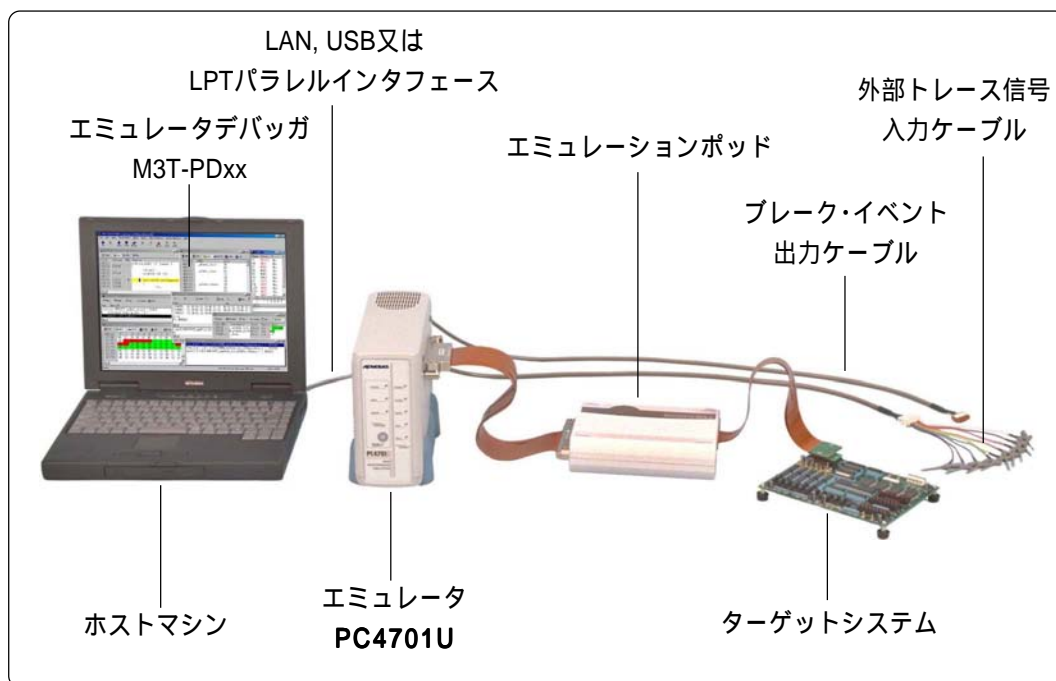 LAN, USB又は
LPTパラレルインタフェース
エミュレータデバッガ
M3T-PDxx
エミュレーションポッド
外部トレース信号
入力ケーブル
ブレーク・イベント
出力ケーブル
RENESAS
PC4701U
ホストマシン
エミュレータ
PC4701U
ターゲットシステム